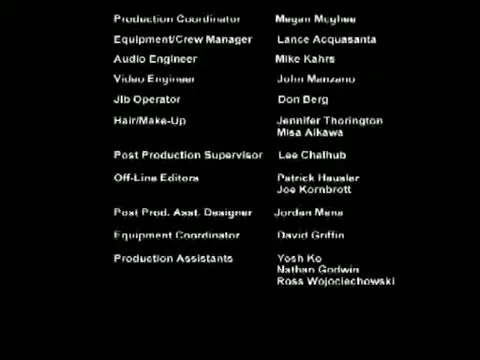 Production Coordinator Megan Mcghee
Equipment/Crew Manager Lance Acquasanta
Audio Engineer Mike Kahrs
Video Engineer John Manzano
Jib Operator Don Berg
Hair/Make-Up Jennifer Thorington
Misa Aikawa
Post Production Supervisor Lee Chalhub
Off-Line Editors Patrick Hausler
Joe Kornbrott
Post Prod. Asst. Designer Jordan Mena
Equipment Coordinator David Griffin
Production Assistants Yosh Ko
Nathan Godwin
Ross Wojociechowski